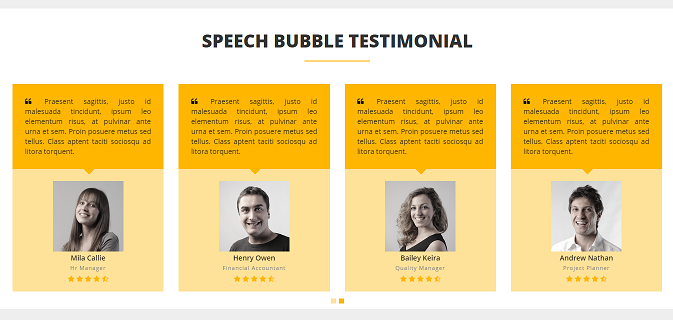 SPEECH BUBBLE TESTIMONIAL
Praesent sagittis, justo id
malesuada tincidunt, ipsum leo
elementum risus, at pulvinar ante
urna et sem. Proin posuere metus sed
tellus. Class aptent taciti sociosqu ad
litora torquent.
Mila Callie
Hr Manager
Praesent sagittis, justo id
malesuada tincidunt, ipsum leo
elementum risus, at pulvinar ante
urna et sem. Proin posuere metus sed
tellus. Class aptent taciti sociosqu ad
litora torquent.
Henry Owen
Financial Accountant
Praesent sagittis, justo id
malesuada tincidunt, ipsum leo
elementum risus, at pulvinar ante
urna et sem. Proin posuere metus sed
tellus. Class aptent taciti sociosqu ad
litora torquent.
Bailey Keira
Quality Manager
Praesent sagittis, justo id
malesuada tincidunt, ipsum leo
elementum risus, at pulvinar ante
urna et sem. Proin posuere metus sed
tellus. Class aptent taciti sociosqu ad
litora torquent.
Andrew Nathan
Project Planner